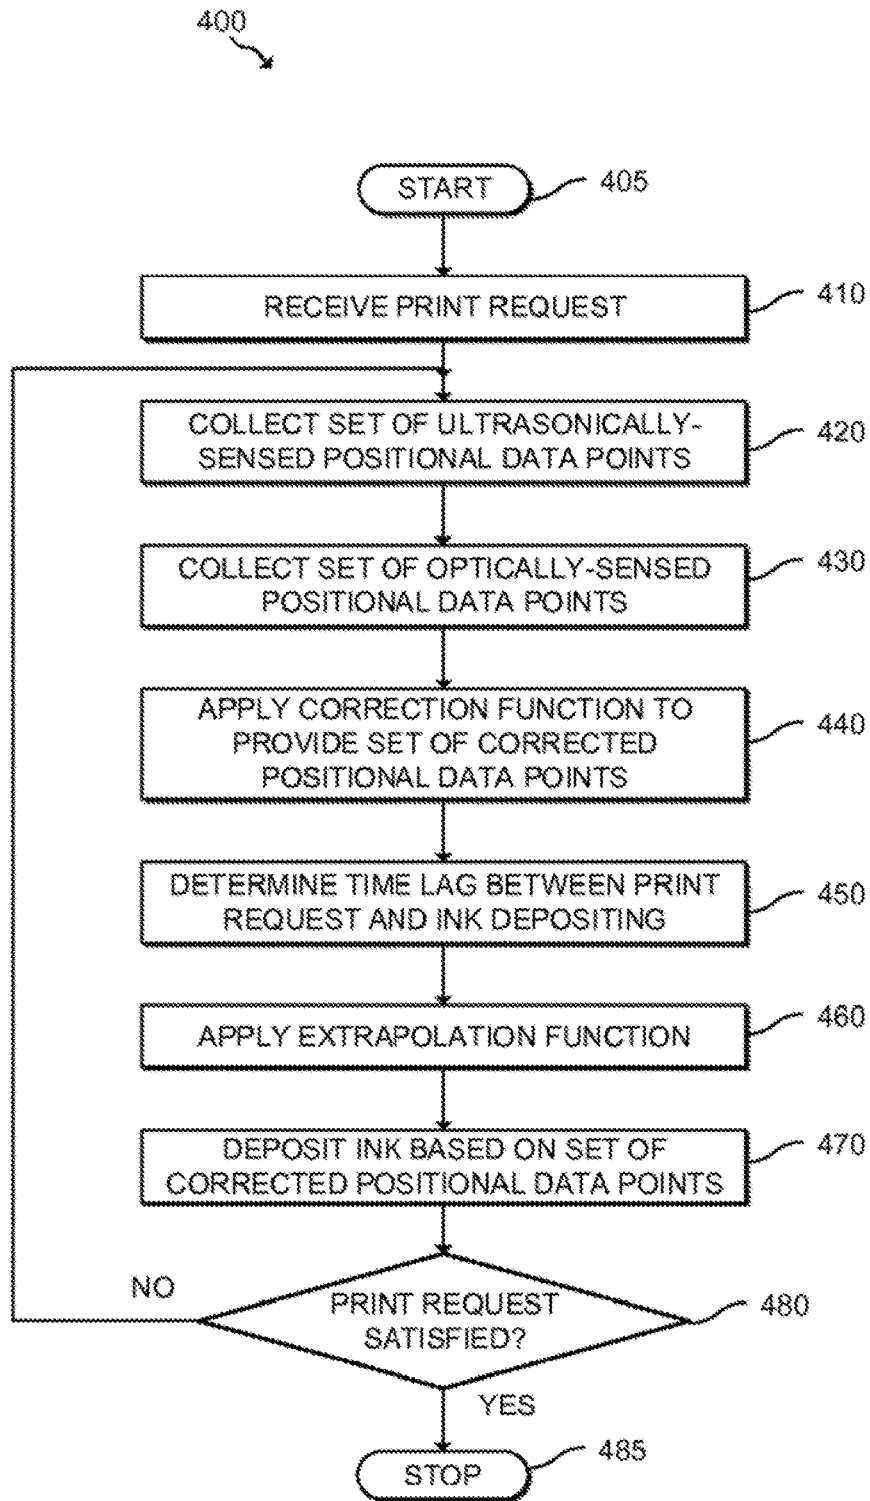 400
START
405
RECEIVE PRINT REQUEST
410
COLLECT SET OF ULTRASONICALLY-
SENSED POSITIONAL DATA POINTS
420
COLLECT SET OF OPTICALLY-SENSED
POSITIONAL DATA POINTS
430
APPLY CORRECTION FUNCTION TO
PROVIDE SET OF CORRECTED
POSITIONAL DATA POINTS
440
DETERMINE TIME LAG BETWEEN PRINT
REQUEST AND INK DEPOSITING
450
APPLY EXTRAPOLATION FUNCTION
460
DEPOSIT INK BASED ON SET OF
CORRECTED POSITIONAL DATA POINTS
470
NO
PRINT REQUEST
SATISFIED?
480
YES
STOP
485